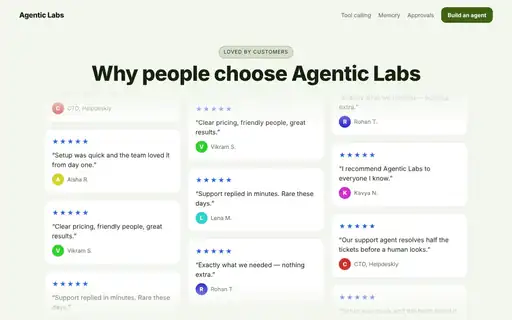 Agentic Labs
Tool calling
Memory
Approvals
Build an agent
LOVED BY CUSTOMERS
Why people choose Agentic Labs
C
CTO, Helpdeskly
★★★★★
"Setup was quick and the team loved it
from day one."
A
Aisha R.
★★★★★
"Clear pricing, friendly people, great
results."
V
Vikram S.
★★★★★
"Support replied in minutes. Rare these
days."
★★★★★
"Clear pricing, friendly people, great
results."
V
Vikram S.
★★★★★
"Support replied in minutes. Rare these
days."
L
Lena M.
★★★★★
"Exactly what we needed — nothing
extra."
R
Rohan T.
extra."
R
Rohan T.
★★★★★
"I recommend Agentic Labs to
everyone I know."
K
Kavya N.
★★★★★
"Our support agent resolves half the
tickets before a human looks."
C
CTO, Helpdeskly
★★★★★